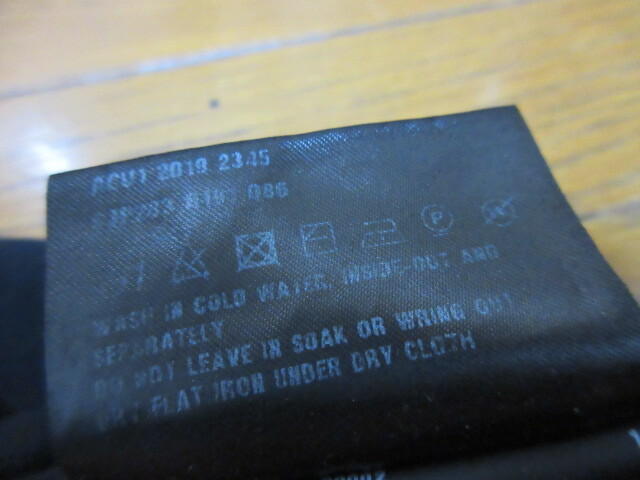 2019 2345
086
P
WASH IN COLD WATER, INSIDE-OUT AND
SEPARATELY
DO NOT LEAVE IN SOAK OR WRING OUT
FLAT IRON UNDER DRY CLOTH